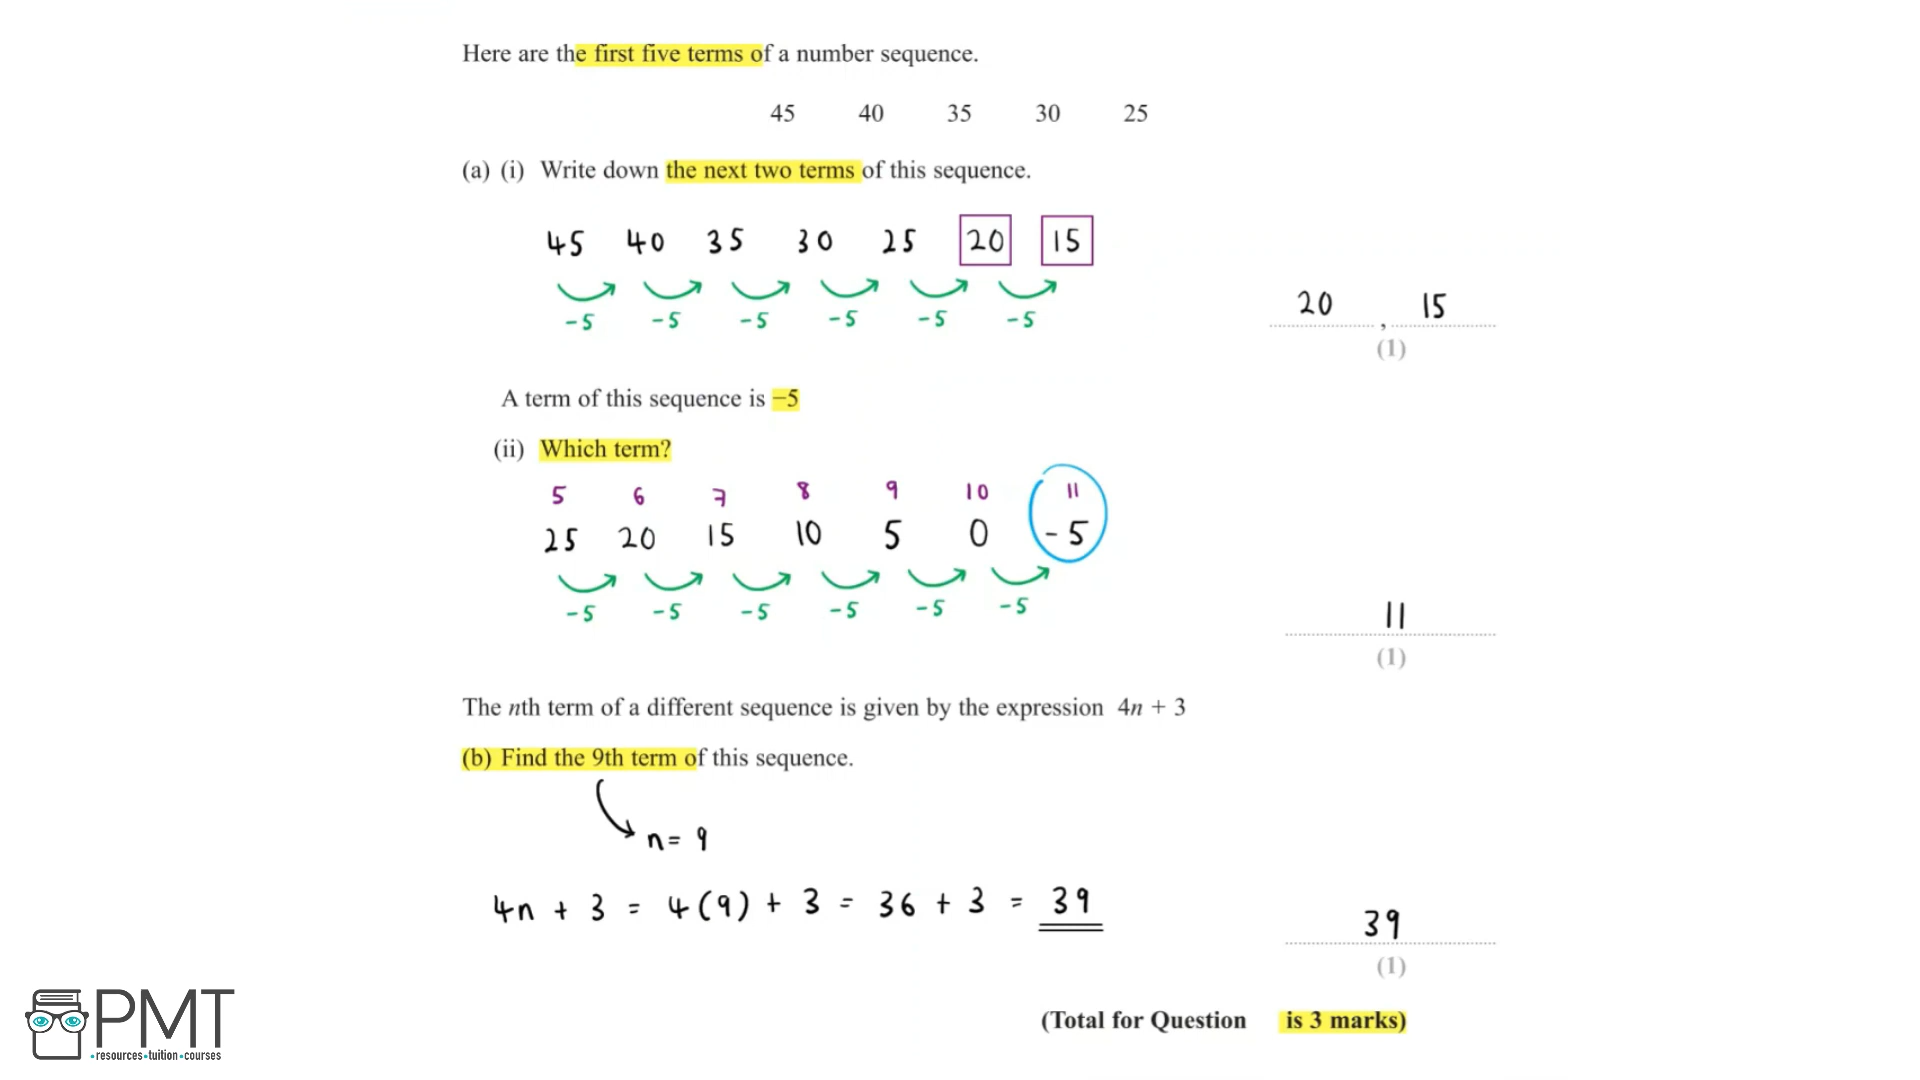 Here are the first five terms of a number sequence.
45 40 35 30 25
(a) (i) Write down the next two terms of this sequence.
45 40 35 30 25 20 15
-5 -5 -5 -5 -5 -5
20 , 15
(1)
A term of this sequence is −5
(ii) Which term?
5 6 7 8 9 10 11
25 20 15 10 5 0 -5
-5 -5 -5 -5 -5 -5
11
(1)
The nth term of a different sequence is given by the expression 4n + 3
(b) Find the 9th term of this sequence.
n= 9
4n + 3 = 4(9) + 3 = 36 + 3 = 39
39
(1)
(Total for Question is 3 marks)
PMT
•resources•tuition•courses